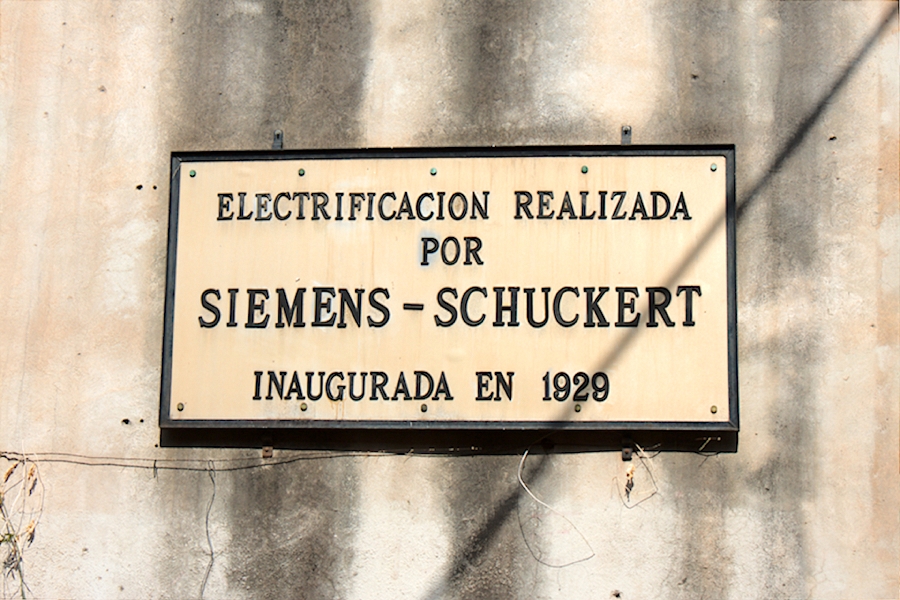 ELECTRIFICACION REALIZADA
POR
SIEMENS - SCHUCKERT
INAUGURADA EN 1929